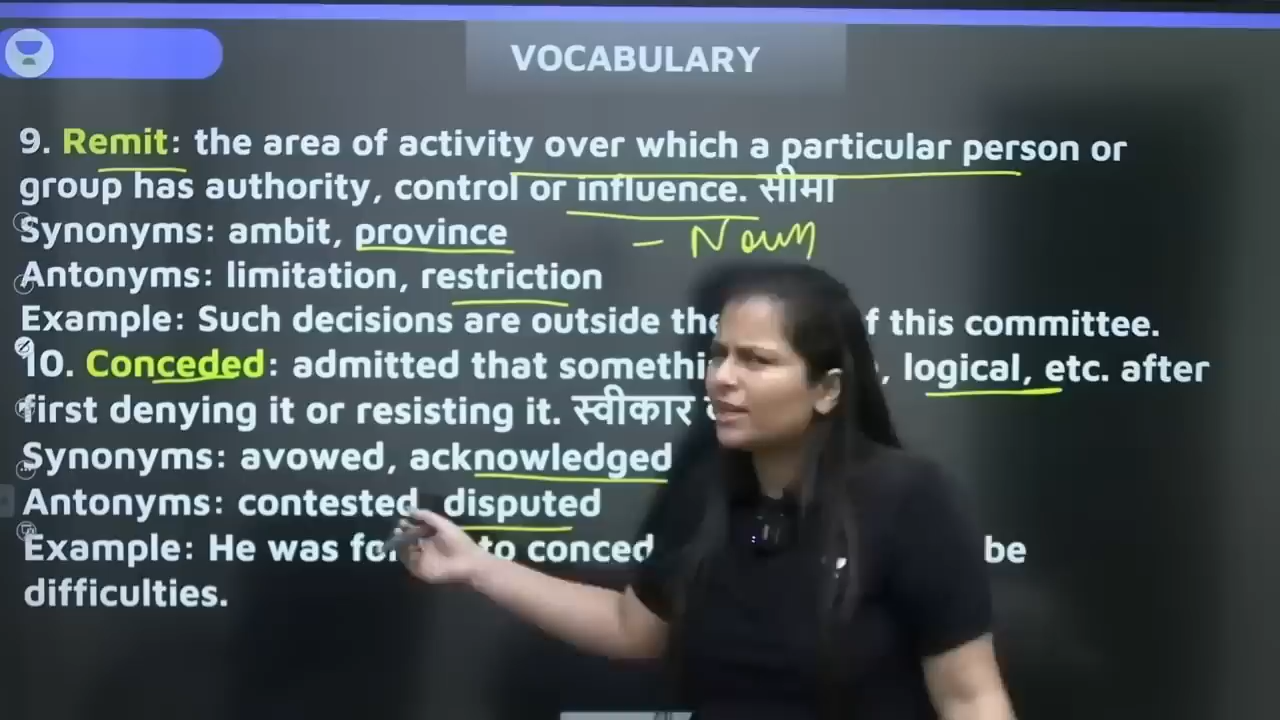 VOCABULARY
9. Remit: the area of activity over which a particular person or
group has authority, control or influence. सीमा
Synonyms: ambit, province
– Noun
Antonyms: limitation, restriction
Example: Such decisions are outside the f this committee.
10. Conceded: admitted that somethi , logical, etc. after
first denying it or resisting it. स्वीकार
Synonyms: avowed, acknowledged
Antonyms: contested, disputed
Example: He was to conced be
difficulties.